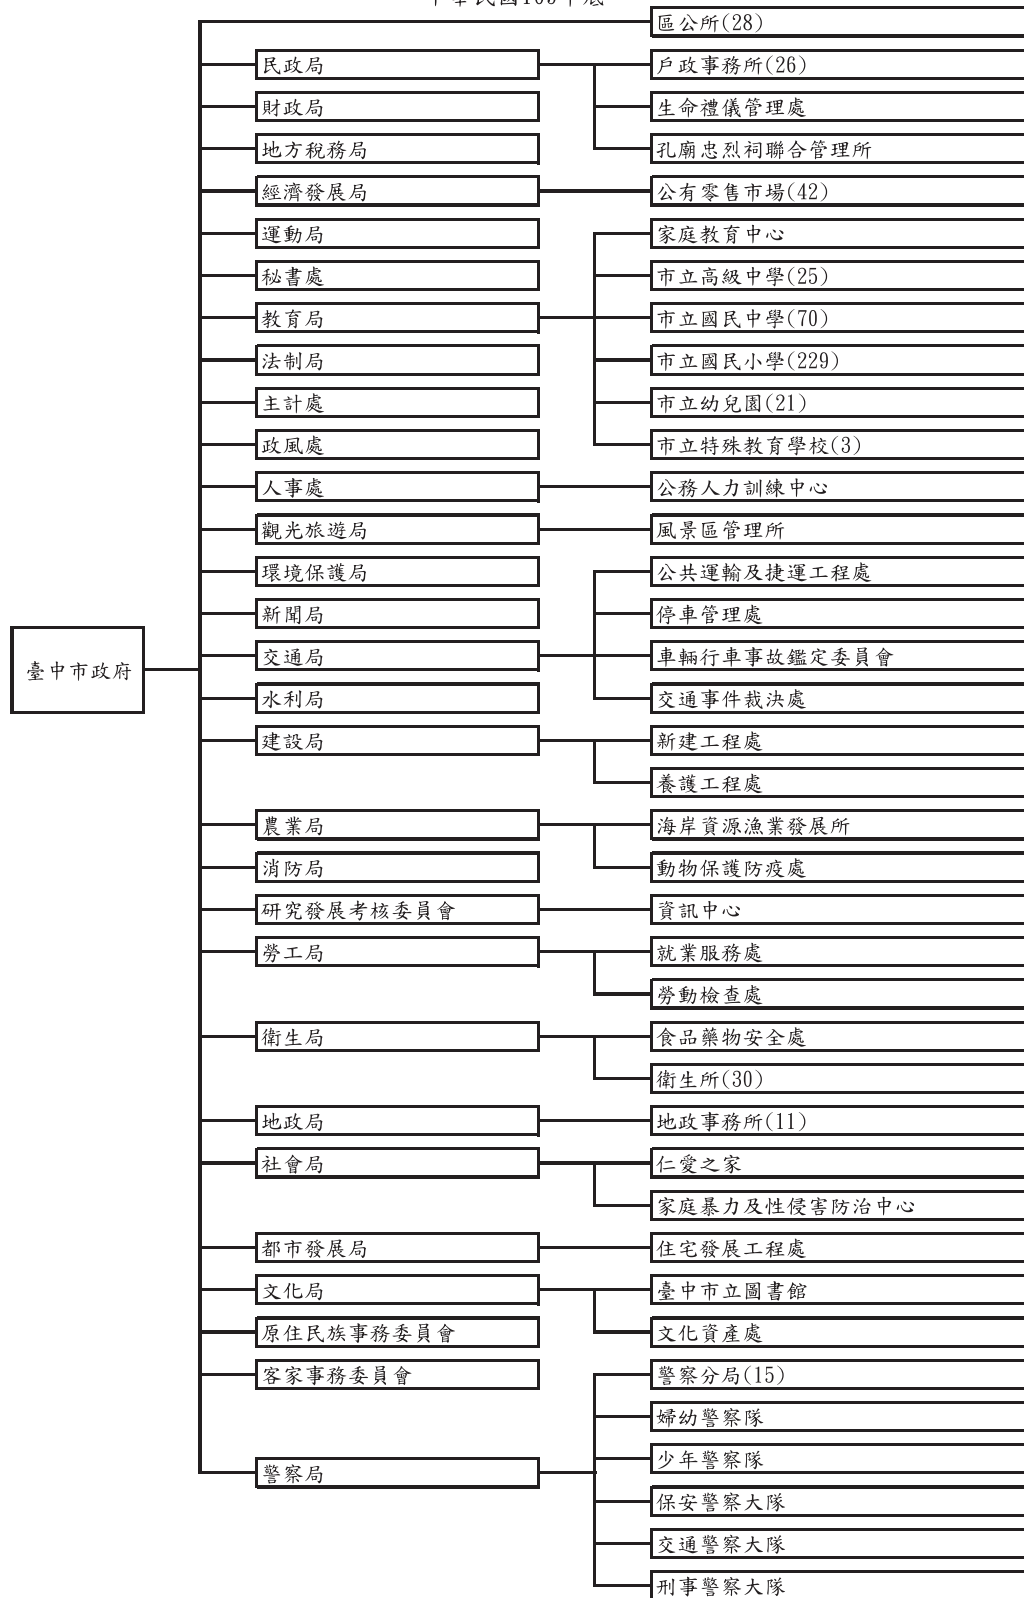 區公所(28)
民政局
戶政事務所(26)
財政局
生命禮儀管理處
地方稅務局
孔廟忠烈祠聯合管理所
經濟發展局
公有零售市場(42)
運動局
家庭教育中心
秘書處
市立高級中學(25)
教育局
市立國民中學(70)
法制局
市立國民小學(229)
主計處
市立幼兒園(21)
政風處
市立特殊教育學校(3)
人事處
公務人力訓練中心
觀光旅遊局
風景區管理所
環境保護局
公共運輸及捷運工程處
新聞局
停車管理處
臺中市政府
交通局
車輛行車事故鑑定委員會
水利局
交通事件裁決處
建設局
新建工程處
養護工程處
農業局
海岸資源漁業發展所
消防局
動物保護防疫處
研究發展考核委員會
資訊中心
勞工局
就業服務處
勞動檢查處
衛生局
食品藥物安全處
衛生所(30)
地政局
地政事務所(11)
社會局
仁愛之家
家庭暴力及性侵害防治中心
都市發展局
住宅發展工程處
文化局
臺中市立圖書館
原住民族事務委員會
文化資產處
客家事務委員會
警察分局(15)
婦幼警察隊
少年警察隊
警察局
保安警察大隊
交通警察大隊
刑事警察大隊